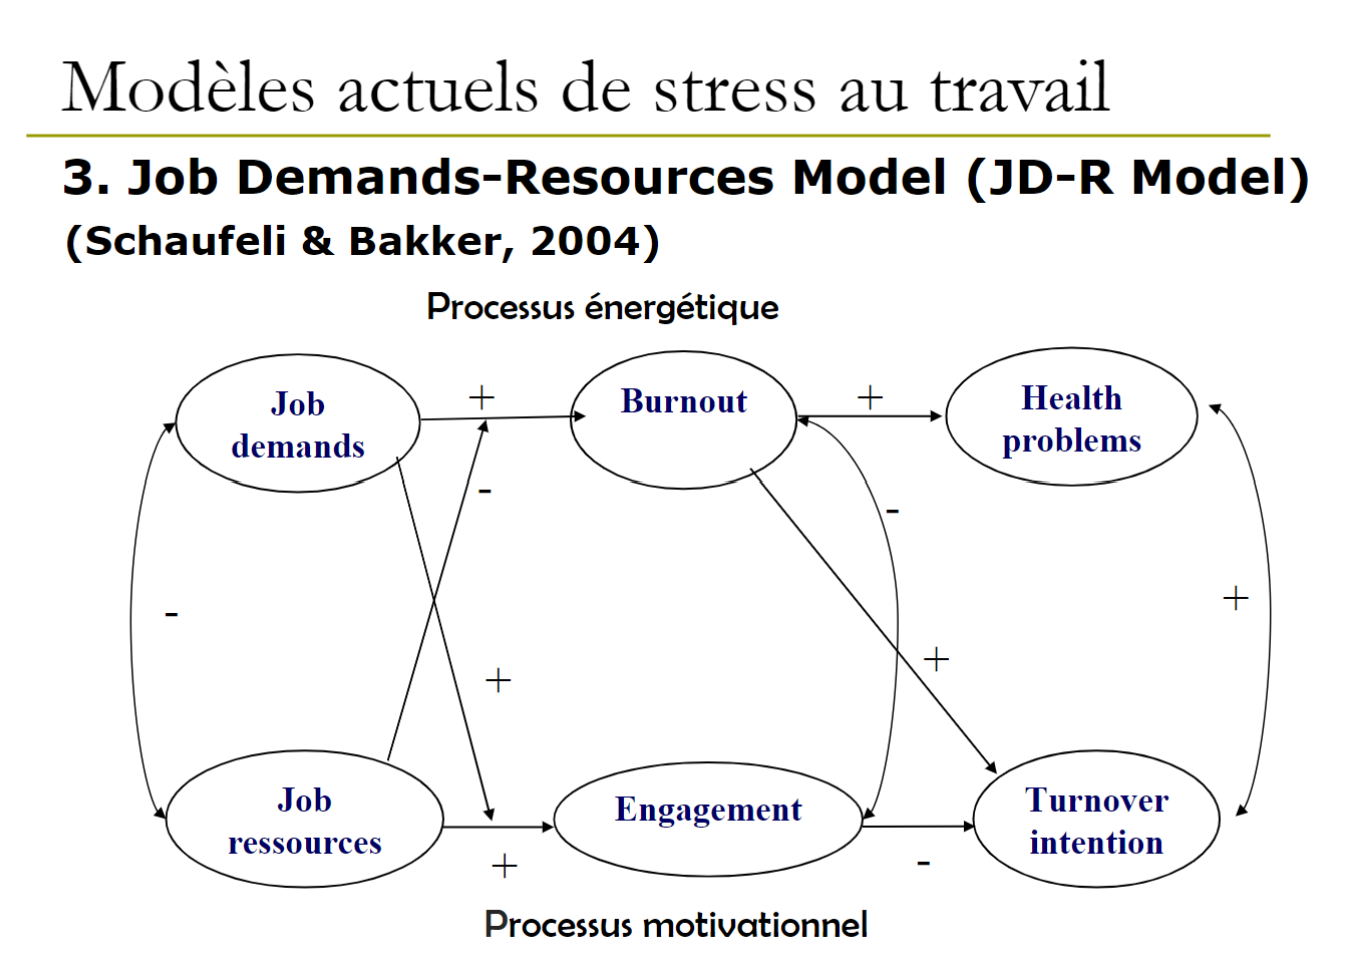 Modèles actuels de stress au travail
3. Job Demands-Resources Model (JD-R Model)
(Schaufeli & Bakker, 2004)
Processus énergétique
Job
demands
+
Burnout
+
Health
problems
-
-
-
+
+
+
Job
ressources
+
Engagement
-
Turnover
intention
Processus motivationnel